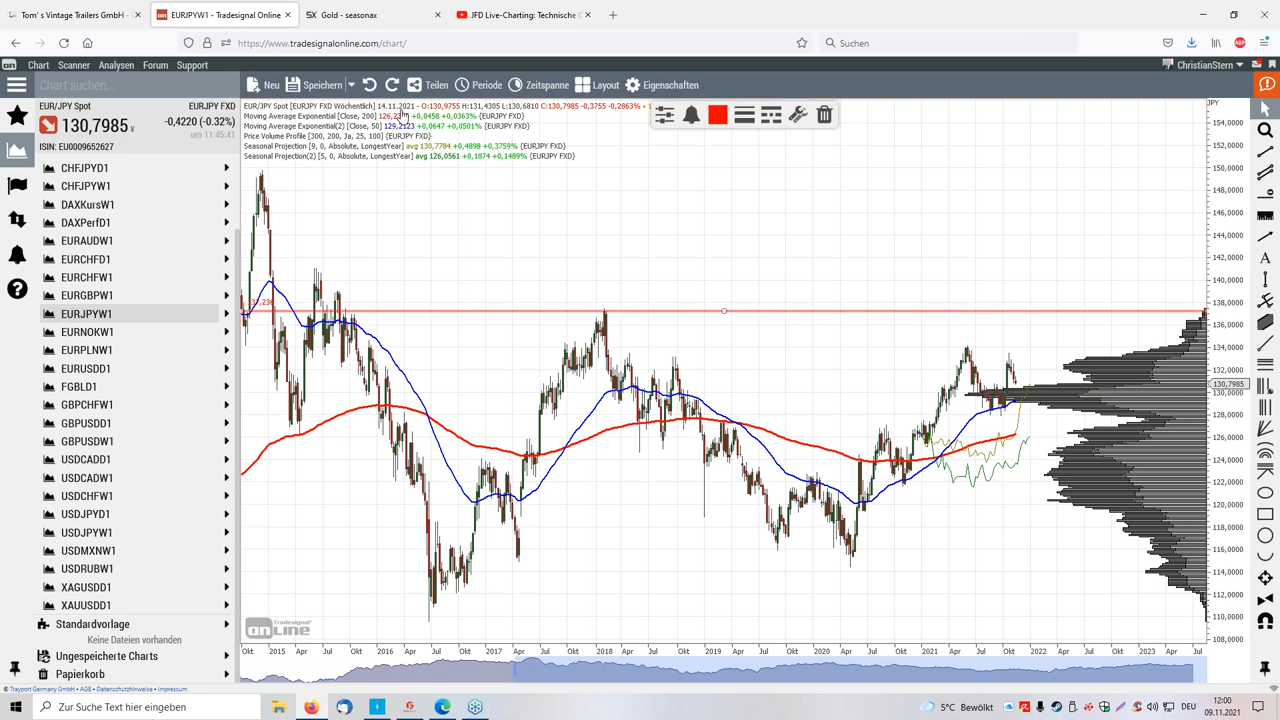 Tom´s Vintage Trailers GmbH -
EURJPYW1 - Tradesignal Online
SX Gold - seasonax
JFD Live-Charting: Technische C
https://www.tradesignalonline.com/chart/
Suchen
on Chart Scanner Analysen Forum Support
ChristianStern
Chart suchen...
Neu Speichern Teilen Periode Zeitspanne Layout Eigenschaften
EUR/JPY Spot EURJPY FXD
130,7985 -0,4220 (-0.32%)
um 11:45:41
ISIN: EU0009652627
CHFJPYD1
CHFJPYW1
DAXKursW1
DAXPerfD1
EURAUDW1
EURCHFD1
EURCHFW1
EURGBPW1
EURJPYW1
EURNOKW1
EURPLNW1
EURUSDD1
FGBLD1
GBPCHFW1
GBPUSDD1
GBPUSDW1
USDCADD1
USDCADW1
USDCHFW1
USDJPYD1
USDJPYW1
USDMXNW1
USDRUBW1
XAGUSDD1
XAUUSDD1
Standardvorlage
Keine Dateien vorhanden
Ungespeicherte Charts
Papierkorb
© Trayport Germany GmbH • AGB • Datenschutzhinweise • Impressum
EUR/JPY Spot [EURJPY FXD Wöchentlich] 14.11.2021 - O:130,9755 H:131,4305 L:130,6810 C:130,7985 -0,3755 -0,2863%
Moving Average Exponential [Close, 200] +0,0458 +0,0363% {EURJPY FXD}
Moving Average Exponential(2) [Close, 50] 129,2123 +0,0647 +0,0501% {EURJPY FXD}
Price Volume Profile [300, 200, Ja, 25, 100] {EURJPY FXD}
Seasonal Projection [9, 0, Absolute, LongestYear] avg 130,7784 +0,4898 +0,3759% {EURJPY FXD}
Seasonal Projection(2) [5, 0, Absolute, LongestYear] avg 126,0561 +0,1874 +0,1489% {EURJPY FXD}
JPY
154,0000
152,0000
150,0000
148,0000
146,0000
144,0000
142,0000
140,0000
138,0000
136,0000
134,0000
132,0000
130,7985
128,0000
126,0000
124,0000
122,0000
120,0000
118,0000
116,0000
114,0000
112,0000
110,0000
108,0000
tradesignal
onLINE
Okt 2015 Apr Jul Okt 2016 Apr Jul Okt 2017 Apr Jul Okt 2018 Apr Jul Okt 2019 Apr Jul Okt 2020 Apr Jul Okt 2021 Apr Jul Okt 2022 Apr Jul Okt 2023 Apr Jul
Zur Suche Text hier eingeben
5°C Bewölkt
DEU
12:00
09.11.2021